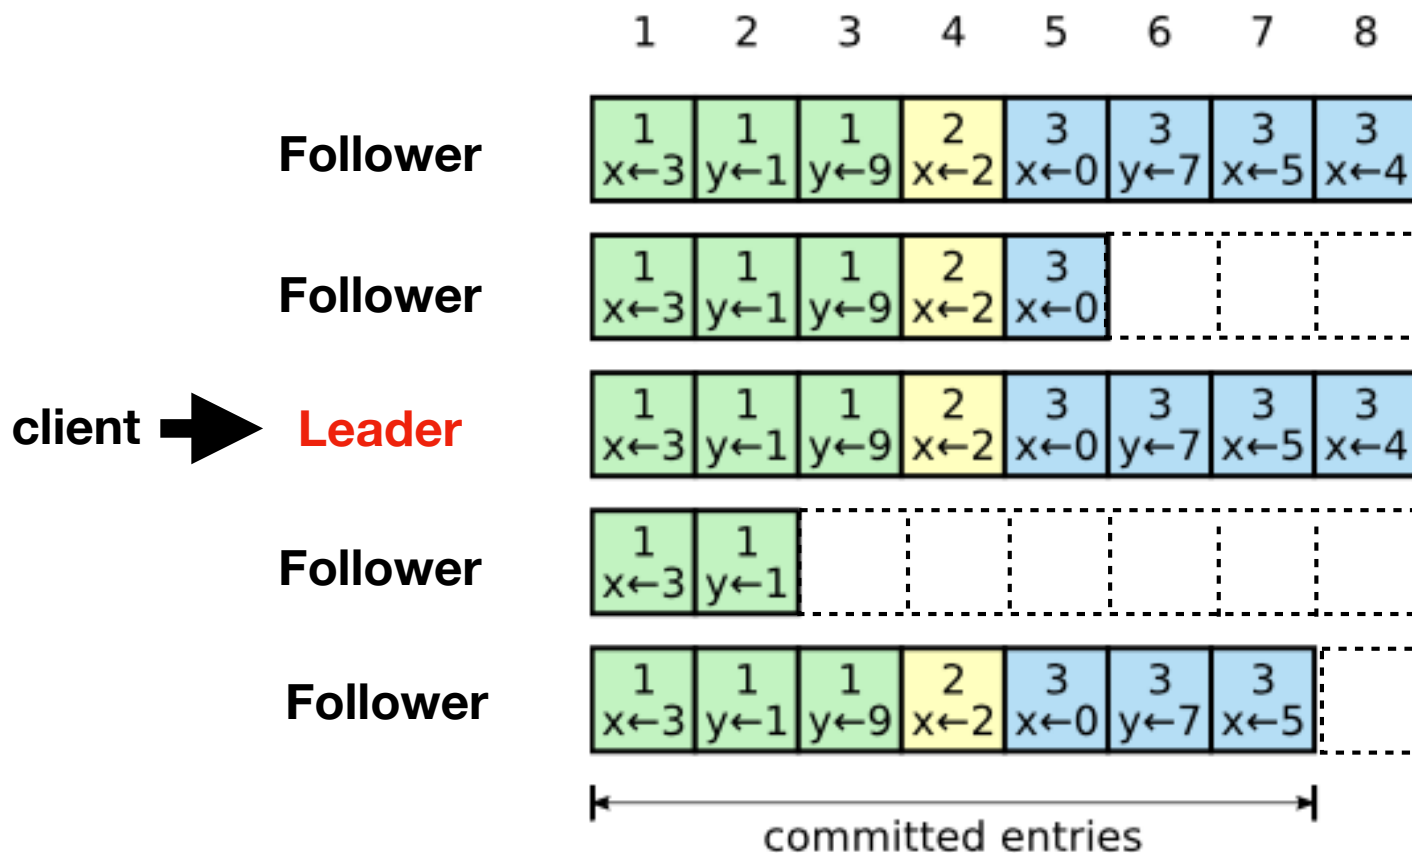 1 2 3 4 5 6 7 8
Follower
1 1 1 2 3 3 3 3
x←3 y←1 y←9 x←2 x←0 y←7 x←5 x←4
Follower
1 1 1 2 3
x←3 y←1 y←9 x←2 x←0
client Leader
1 1 1 2 3 3 3 3
x←3 y←1 y←9 x←2 x←0 y←7 x←5 x←4
Follower
1 1
x←3 y←1
Follower
1 1 1 2 3 3 3
x←3 y←1 y←9 x←2 x←0 y←7 x←5
committed entries